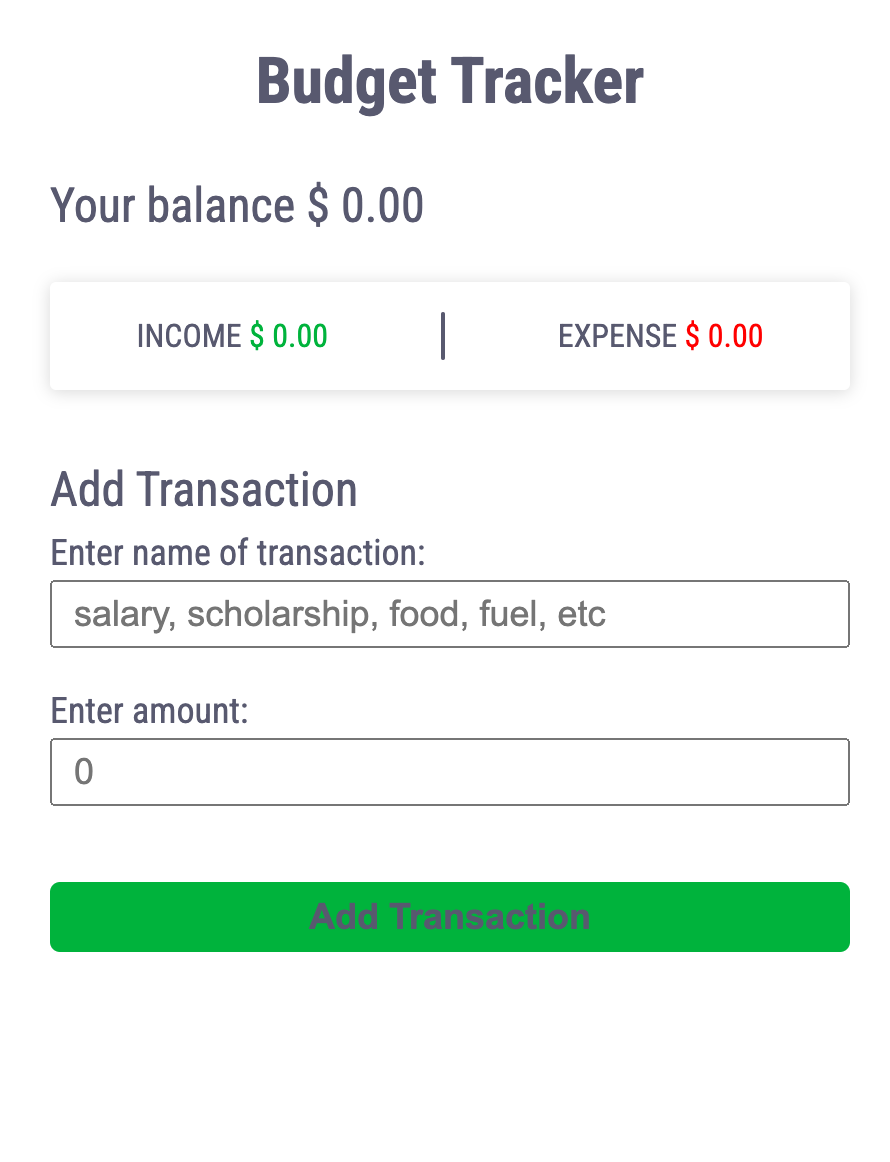 Budget Tracker
Your balance $ 0.00
INCOME $ 0.00 | EXPENSE $ 0.00
Add Transaction
Enter name of transaction:
salary, scholarship, food, fuel, etc
Enter amount:
0
Add Transaction